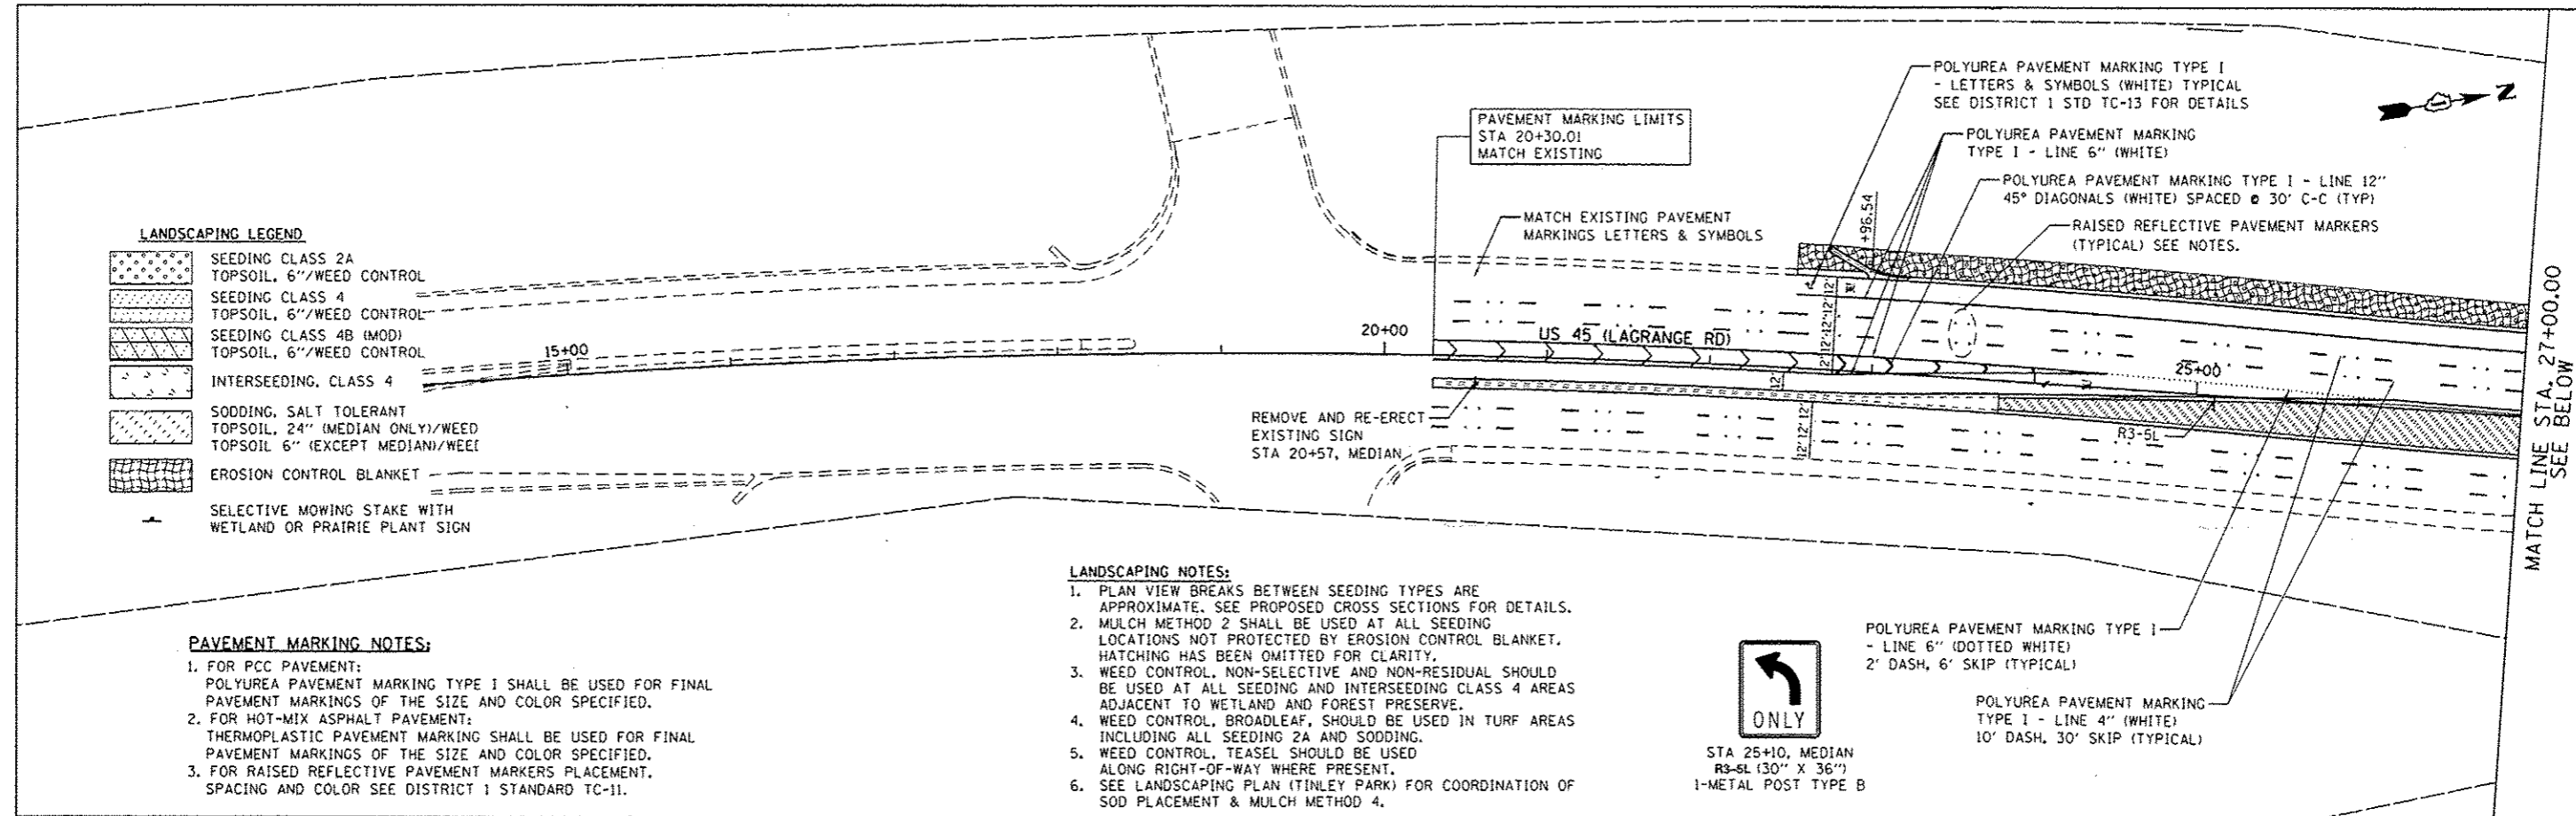 LANDSCAPING LEGEND
SEEDING CLASS 2A
TOPSOIL, 6"/WEED CONTROL
SEEDING CLASS 4
TOPSOIL, 6"/WEED CONTROL
SEEDING CLASS 4B (MOD)
TOPSOIL, 6"/WEED CONTROL
INTERSEEDING, CLASS 4
SODDING, SALT TOLERANT
TOPSOIL, 24" (MEDIAN ONLY)/WEED
TOPSOIL 6" (EXCEPT MEDIAN)/WEED
EROSION CONTROL BLANKET
SELECTIVE MOWING STAKE WITH
WETLAND OR PRAIRIE PLANT SIGN
15+00
20+00
US 45 (LAGRANGE RD)
25+00
PAVEMENT MARKING LIMITS
STA 20+30.01
MATCH EXISTING
MATCH EXISTING PAVEMENT
MARKINGS LETTERS & SYMBOLS
POLYUREA PAVEMENT MARKING TYPE I
- LETTERS & SYMBOLS (WHITE) TYPICAL
SEE DISTRICT 1 STD TC-13 FOR DETAILS
POLYUREA PAVEMENT MARKING
TYPE I - LINE 6" (WHITE)
POLYUREA PAVEMENT MARKING TYPE I - LINE 12"
45° DIAGONALS (WHITE) SPACED @ 30' C-C (TYP)
RAISED REFLECTIVE PAVEMENT MARKERS
(TYPICAL) SEE NOTES.
N
+96.54
12' 12' 12' 12' 12'
12'
12' 12' 12'
REMOVE AND RE-ERECT
EXISTING SIGN
STA 20+57, MEDIAN
R3-5L
MATCH LINE STA. 27+00.00
SEE BELOW
PAVEMENT MARKING NOTES:
1. FOR PCC PAVEMENT:
POLYUREA PAVEMENT MARKING TYPE I SHALL BE USED FOR FINAL
PAVEMENT MARKINGS OF THE SIZE AND COLOR SPECIFIED.
2. FOR HOT-MIX ASPHALT PAVEMENT:
THERMOPLASTIC PAVEMENT MARKING SHALL BE USED FOR FINAL
PAVEMENT MARKINGS OF THE SIZE AND COLOR SPECIFIED.
3. FOR RAISED REFLECTIVE PAVEMENT MARKERS PLACEMENT,
SPACING AND COLOR SEE DISTRICT 1 STANDARD TC-11.
LANDSCAPING NOTES:
1. PLAN VIEW BREAKS BETWEEN SEEDING TYPES ARE
APPROXIMATE. SEE PROPOSED CROSS SECTIONS FOR DETAILS.
2. MULCH METHOD 2 SHALL BE USED AT ALL SEEDING
LOCATIONS NOT PROTECTED BY EROSION CONTROL BLANKET.
HATCHING HAS BEEN OMITTED FOR CLARITY.
3. WEED CONTROL, NON-SELECTIVE AND NON-RESIDUAL SHOULD
BE USED AT ALL SEEDING AND INTERSEEDING CLASS 4 AREAS
ADJACENT TO WETLAND AND FOREST PRESERVE.
4. WEED CONTROL, BROADLEAF, SHOULD BE USED IN TURF AREAS
INCLUDING ALL SEEDING 2A AND SODDING.
5. WEED CONTROL, TEASEL SHOULD BE USED
ALONG RIGHT-OF-WAY WHERE PRESENT.
6. SEE LANDSCAPING PLAN (TINLEY PARK) FOR COORDINATION OF
SOD PLACEMENT & MULCH METHOD 4.
ONLY
STA 25+10, MEDIAN
R3-5L (30" X 36")
1-METAL POST TYPE B
POLYUREA PAVEMENT MARKING TYPE I
- LINE 6" (DOTTED WHITE)
2' DASH, 6' SKIP (TYPICAL)
POLYUREA PAVEMENT MARKING
TYPE I - LINE 4" (WHITE)
10' DASH, 30' SKIP (TYPICAL)